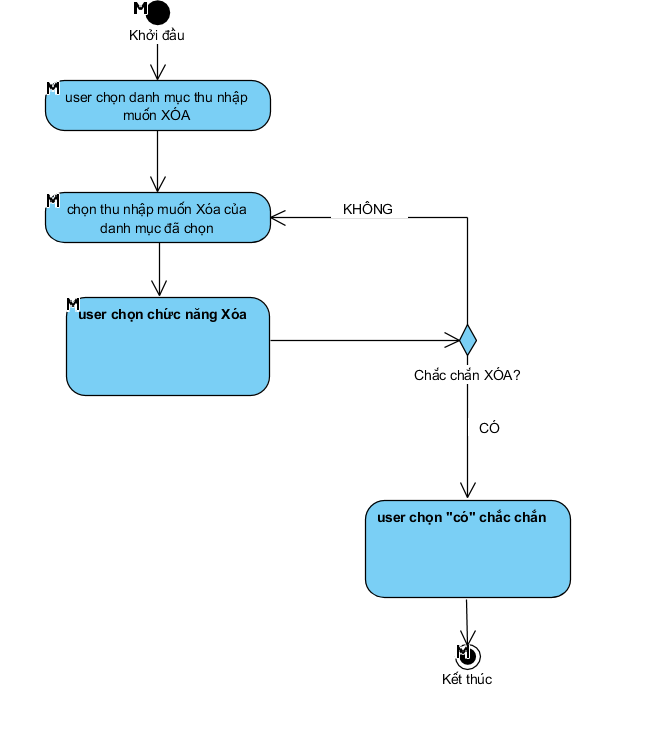 Khởi đầu
user chọn danh mục thu nhập
muốn XÓA
chọn thu nhập muốn Xóa của
danh mục đã chọn
KHÔNG
user chọn chức năng Xóa
Chắc chắn XÓA?
CÓ
user chọn "có" chắc chắn
Kết thúc